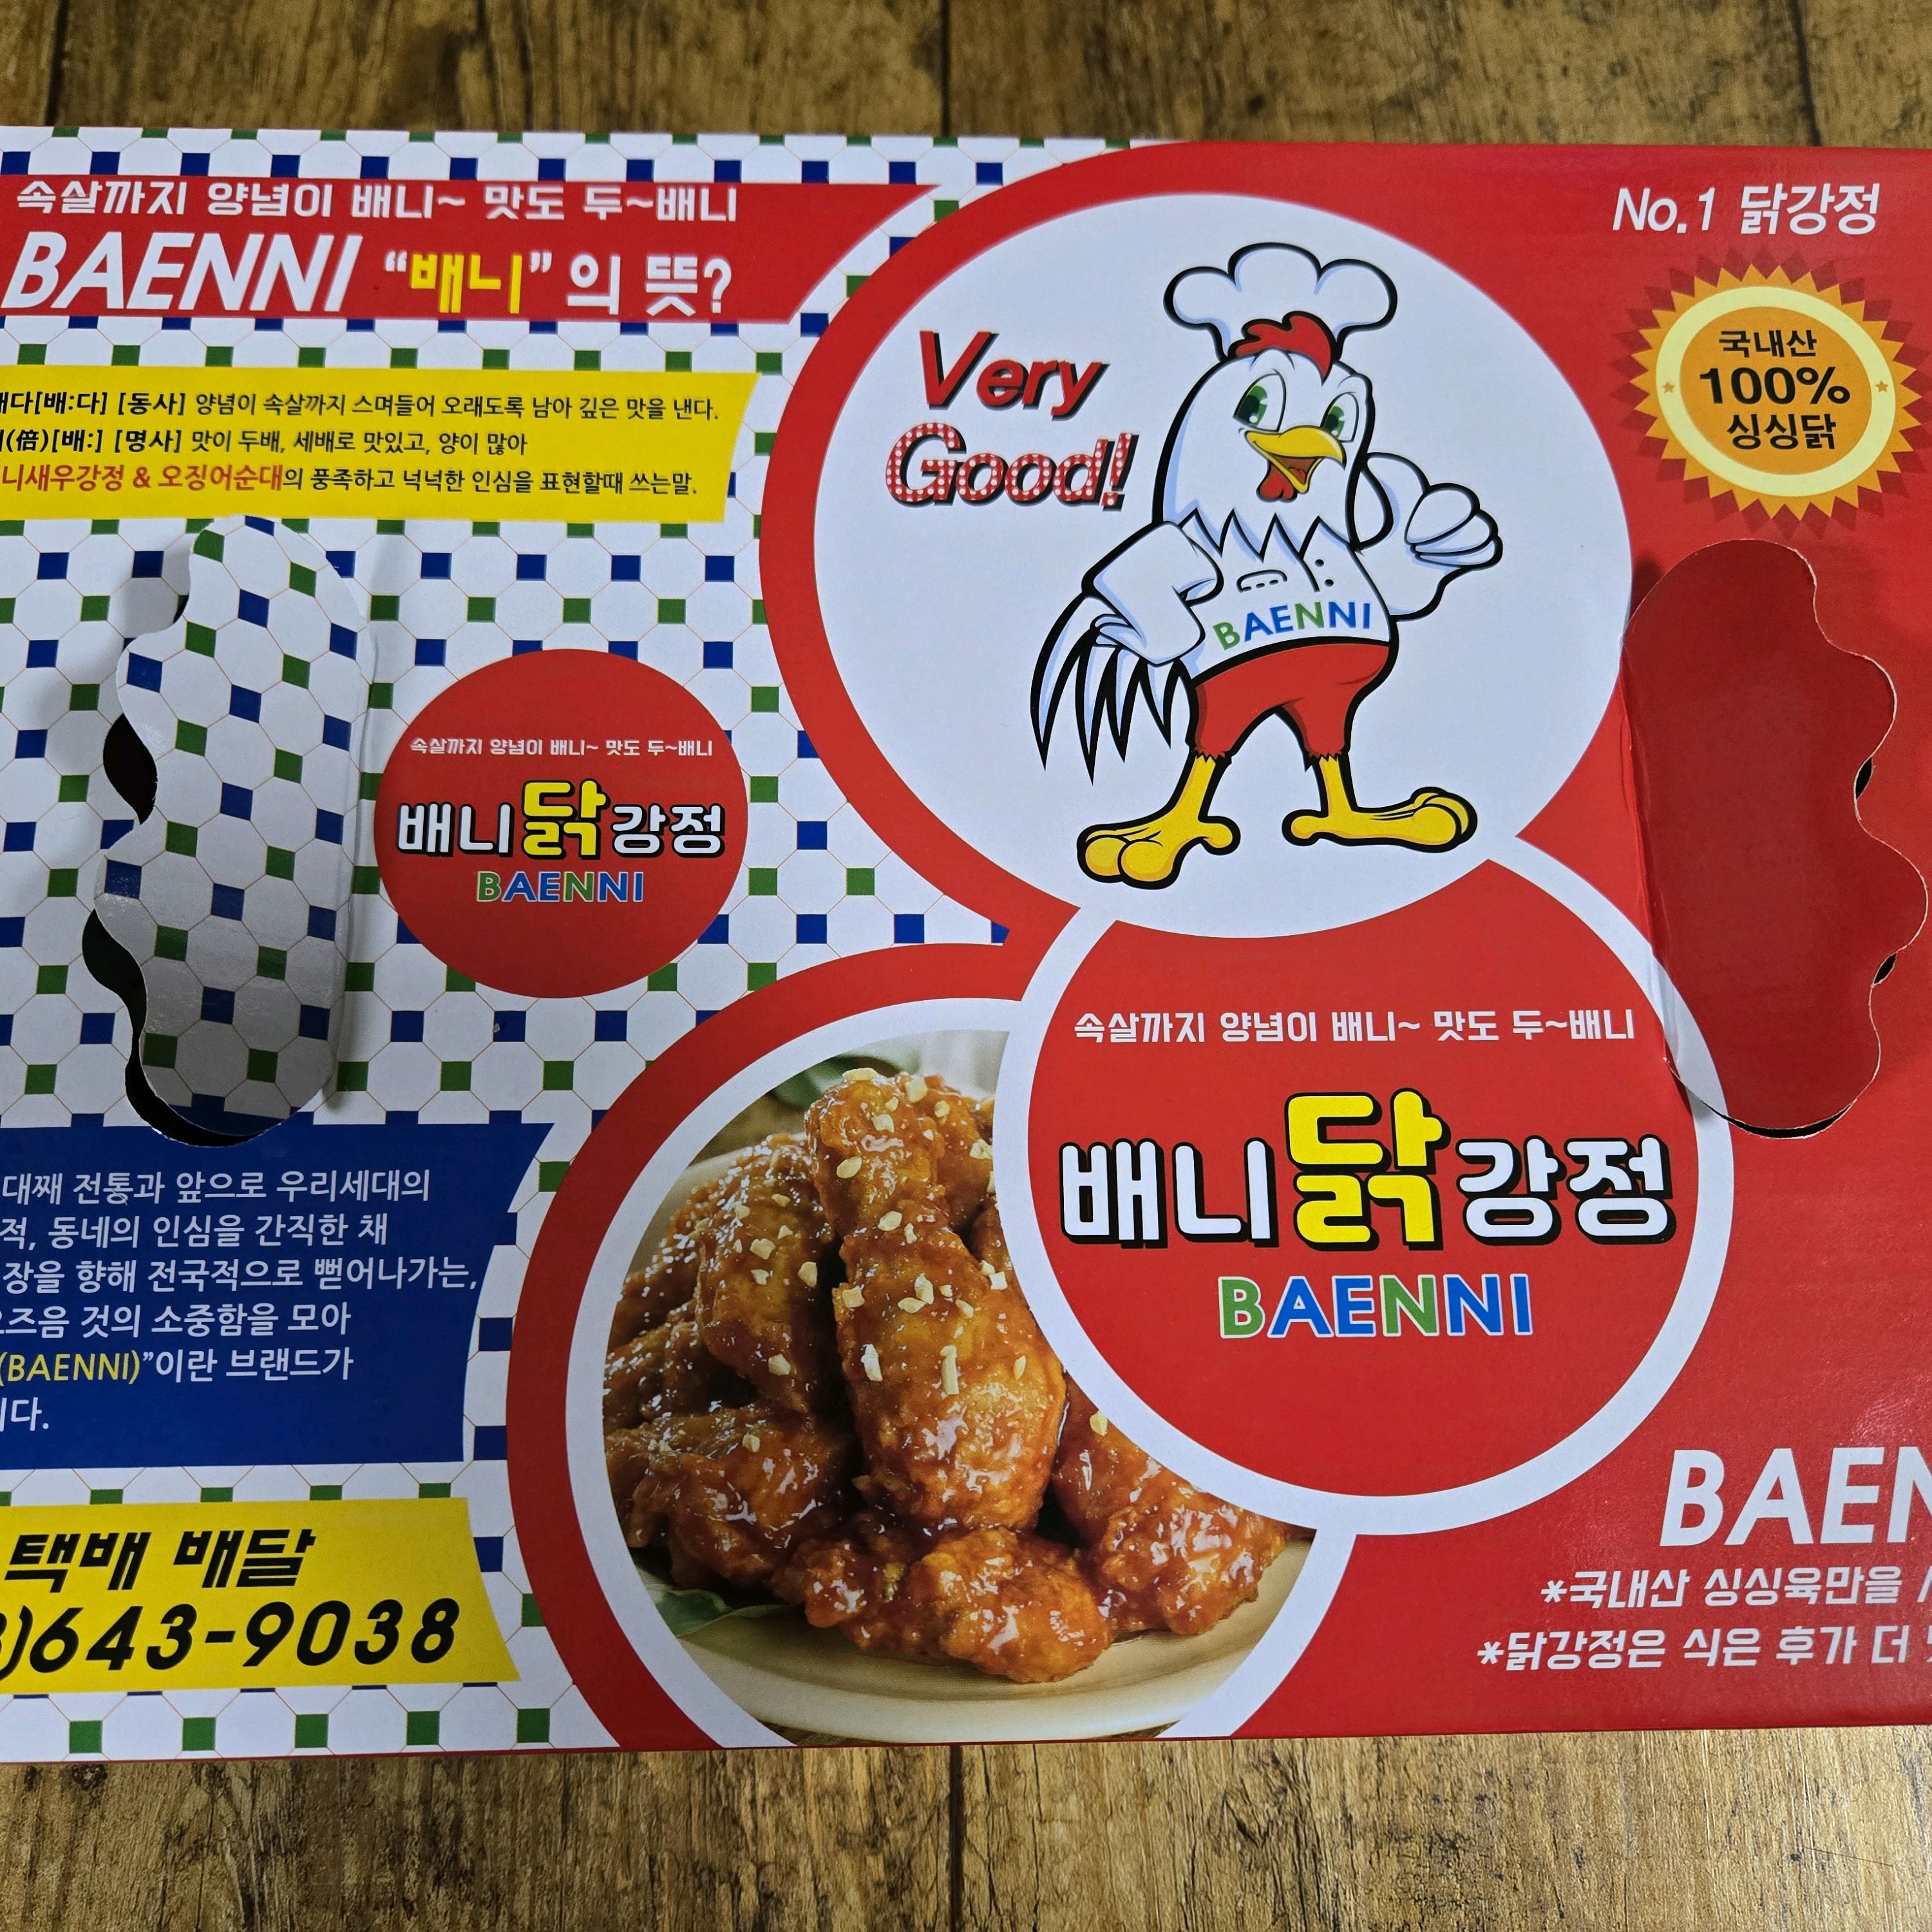 속살까지 양념이 배니~ 맛도 두~배니
BAENNI “배니” 의 뜻?
[배:다] [동사] 양념이 속살까지 스며들어 오래도록 남아 깊은 맛을 낸다.
(倍)[배:] [명사] 맛이 두배, 세배로 맛있고, 양이 많아
니새우강정 & 오징어순대의 풍족하고 넉넉한 인심을 표현할때 쓰는말.
속살까지 양념이 배니~ 맛도 두~배니
배니닭강정
BAENNI
대째 전통과 앞으로 우리세대의
적, 동네의 인심을 간직한 채
장을 향해 전국적으로 뻗어나가는,
즈음 것의 소중함을 모아
(BAENNI)”이란 브랜드가
다.
택배 배달
)643-9038
Very
Good!
BAENNI
No.1 닭강정
국내산
100%
싱싱닭
속살까지 양념이 배니~ 맛도 두~배니
배니닭강정
BAENNI
BAEN
*국내산 싱싱육만을
*닭강정은 식은 후가 더